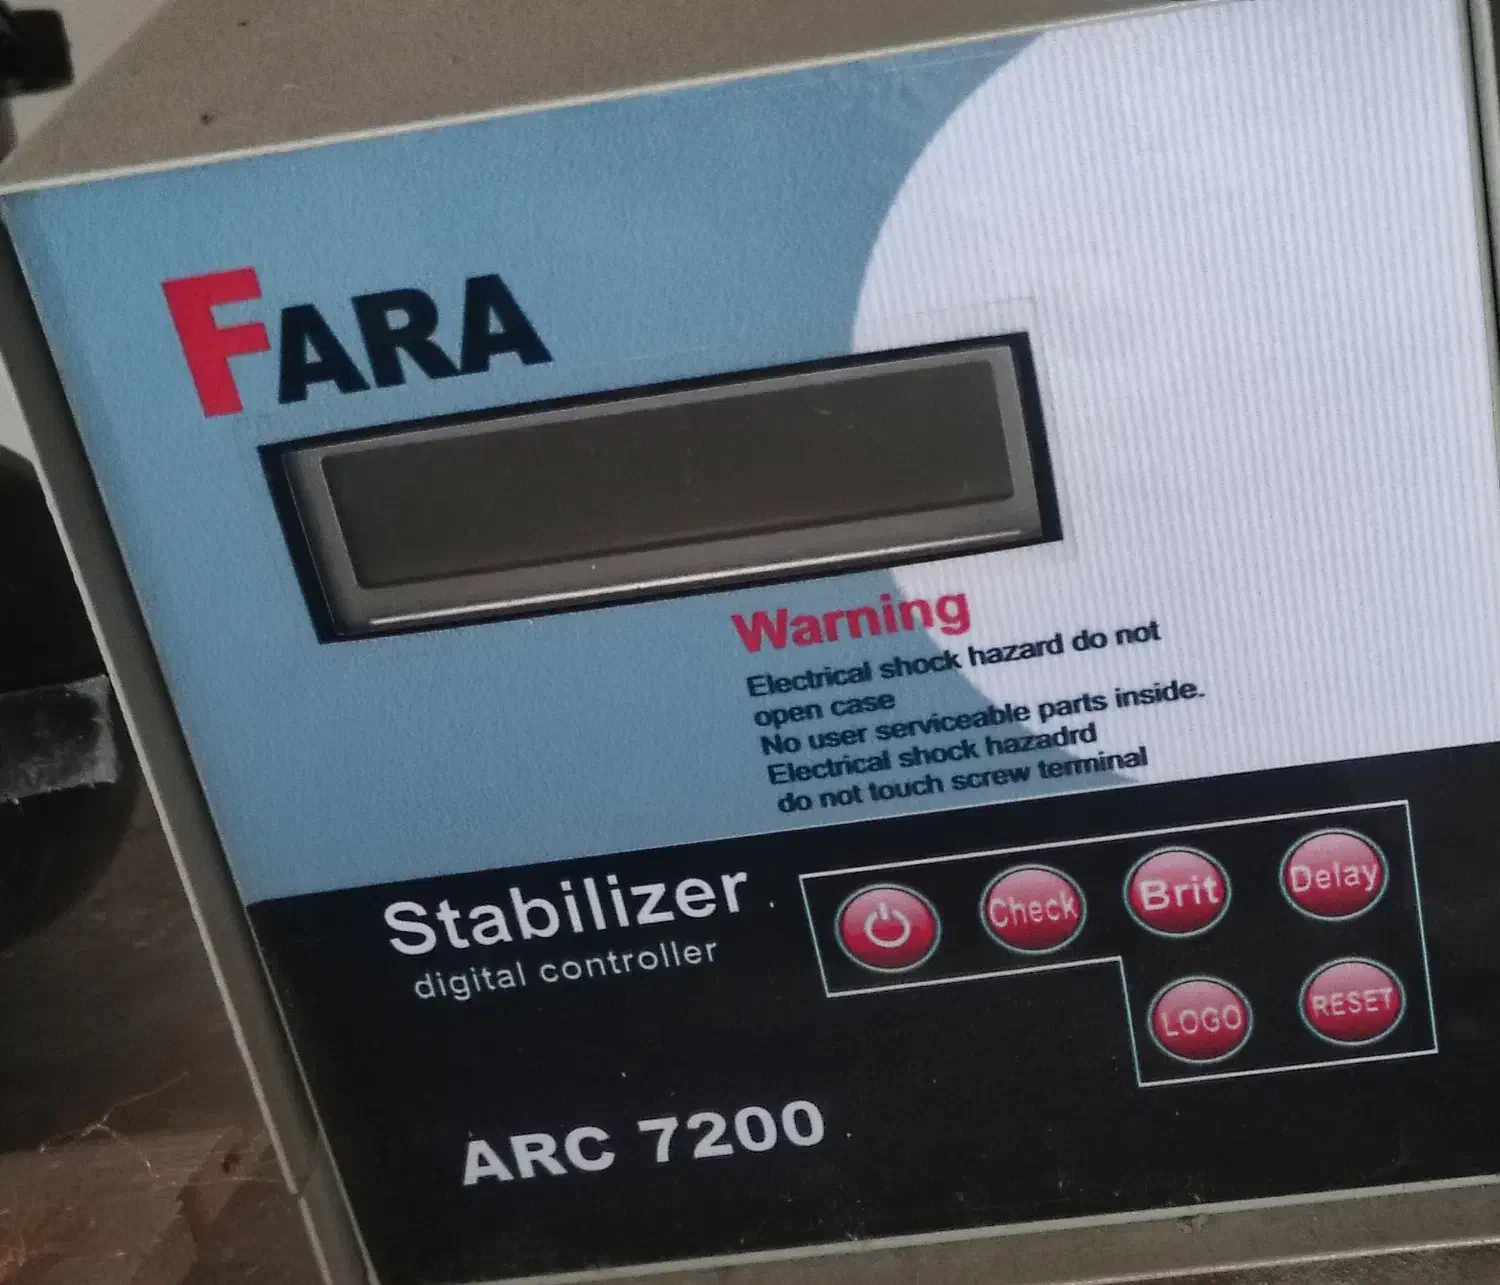 FARA
Warning
Electrical shock hazard do not
open case
No user serviceable parts inside.
Electrical shock hazadrd
do not touch screw terminal
Stabilizer
digital controller
Check
Brit
Delay
LOGO
RESET
ARC 7200